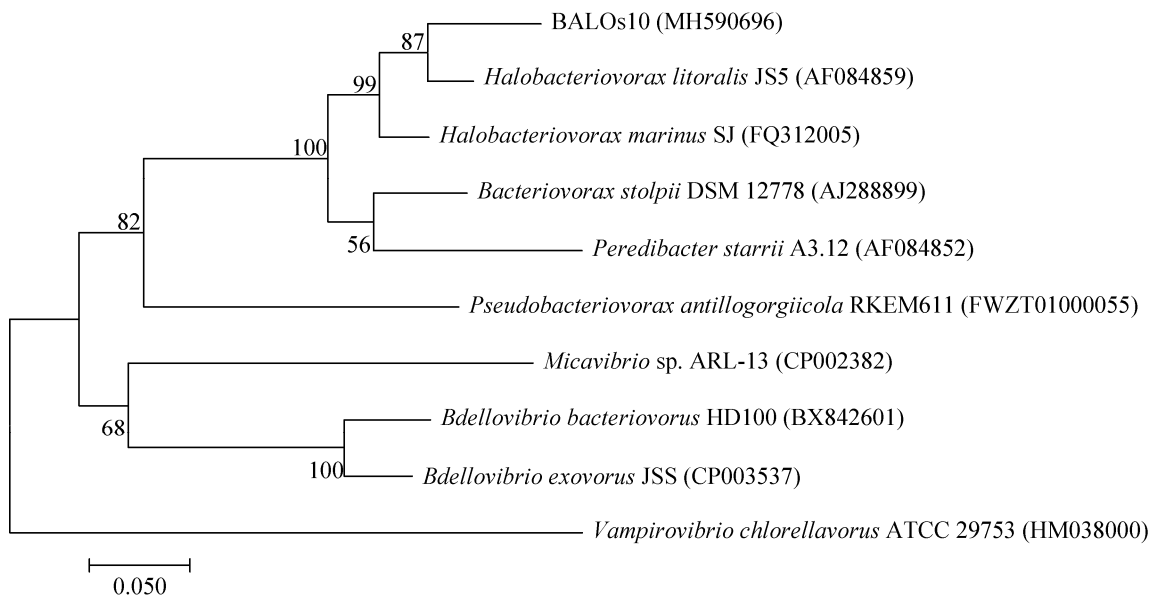 BALOs10 (MH590696)
87
Halobacteriovorax litoralis JS5 (AF084859)
99
Halobacteriovorax marinus SJ (FQ312005)
100
Bacteriovorax stolpii DSM 12778 (AJ288899)
82
56
Peredibacter starrii A3.12 (AF084852)
Pseudobacteriovorax antillogorgiicola RKEM611 (FWZT01000055)
Micavibrio sp. ARL-13 (CP002382)
Bdellovibrio bacteriovorus HD100 (BX842601)
68
100
Bdellovibrio exovorus JSS (CP003537)
Vampirovibrio chlorellavorus ATCC 29753 (HM038000)
0.050